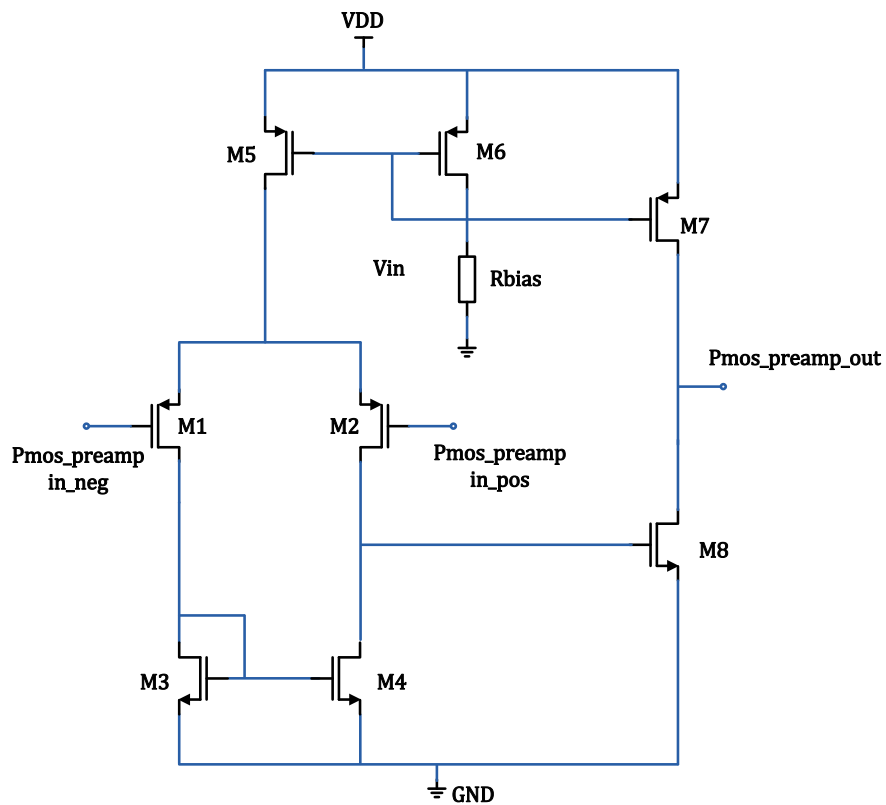 VDD
M5
M6
M7
Vin
Rbias
Pmos_preamp_out
M1
M2
Pmos_preamp
in_neg
Pmos_preamp
in_pos
M8
M3
M4
GND